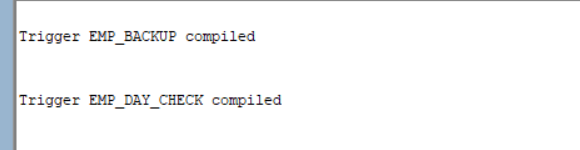 Trigger EMP_BACKUP compiled
Trigger EMP_DAY_CHECK compiled